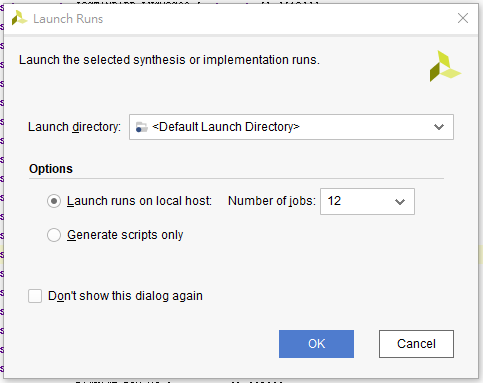 Launch Runs
Launch the selected synthesis or implementation runs.
Launch directory: <Default Launch Directory>
Options
Launch runs on local host: Number of jobs: 12
Generate scripts only
Don't show this dialog again
OK Cancel